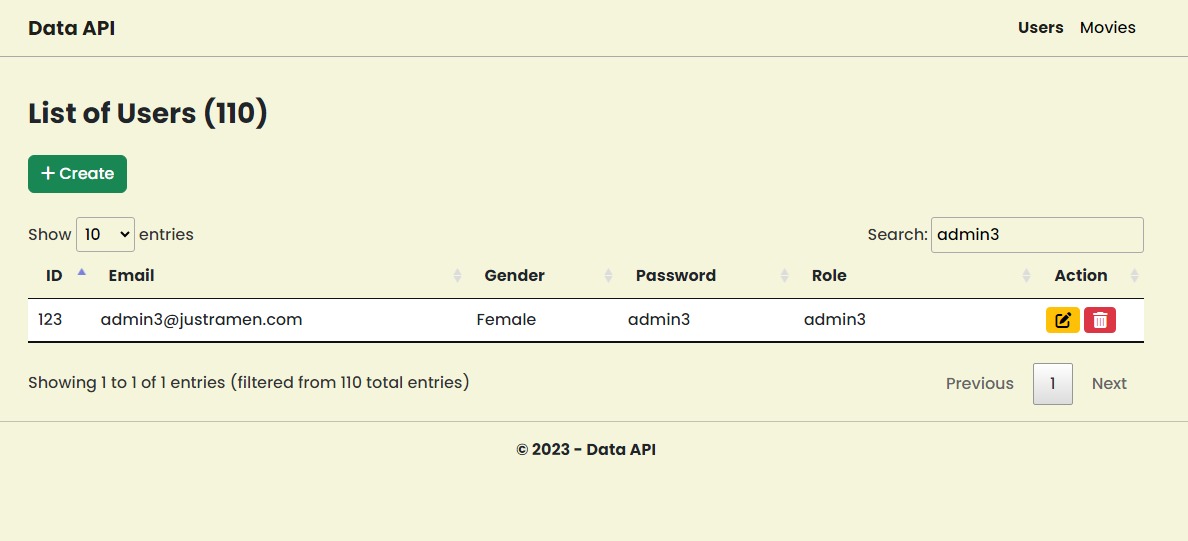 Data API Users Movies
List of Users (110)
+ Create
Show 10 entries Search: admin3
ID Email Gender Password Role Action
123 admin3@justramen.com Female admin3 admin3
Showing 1 to 1 of 1 entries (filtered from 110 total entries) Previous 1 Next
© 2023 - Data API